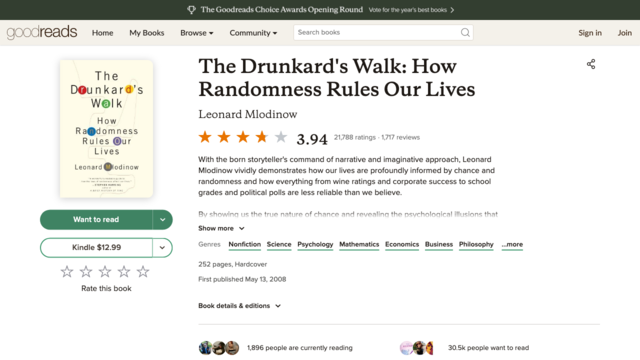 The Goodreads Choice Awards Opening Round Vote for the year's best books
goodreads Home My Books Browse Community Search books Sign in Join
The
Drunkard's
Walk
How
Randomness
Rules Our
Lives
Leonard Mlodinow
Want to read
Kindle $12.99
Rate this book
The Drunkard's Walk: How
Randomness Rules Our Lives
Leonard Mlodinow
3.94 21,788 ratings · 1,717 reviews
With the born storyteller's command of narrative and imaginative approach, Leonard
Mlodinow vividly demonstrates how our lives are profoundly informed by chance and
randomness and how everything from wine ratings and corporate success to school
grades and political polls are less reliable than we believe.
By showing us the true nature of chance and revealing the psychological illusions that
Show more
Genres Nonfiction Science Psychology Mathematics Economics Business Philosophy ...more
252 pages, Hardcover
First published May 13, 2008
Book details & editions
1,896 people are currently reading 30.5k people want to read